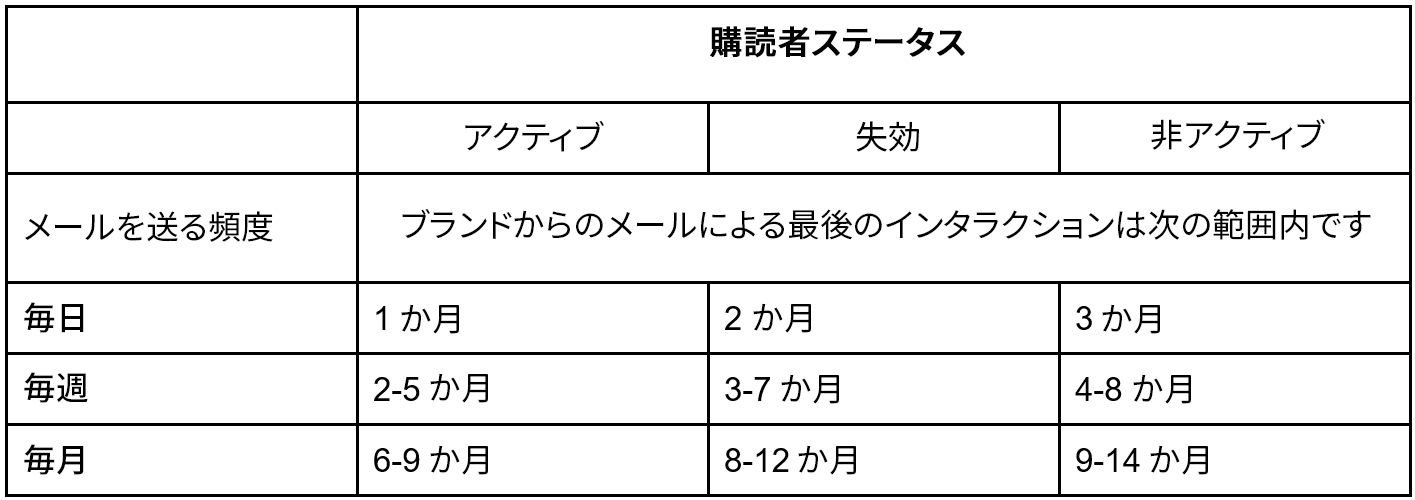 購読者ステータス
アクティブ 失効 非アクティブ
メールを送る頻度 ブランドからのメールによる最後のインタラクションは次の範囲内です
毎日 1 か月 2 か月 3 か月
毎週 2-5 か月 3-7 か月 4-8 か月
毎月 6-9 か月 8-12 か月 9-14 か月